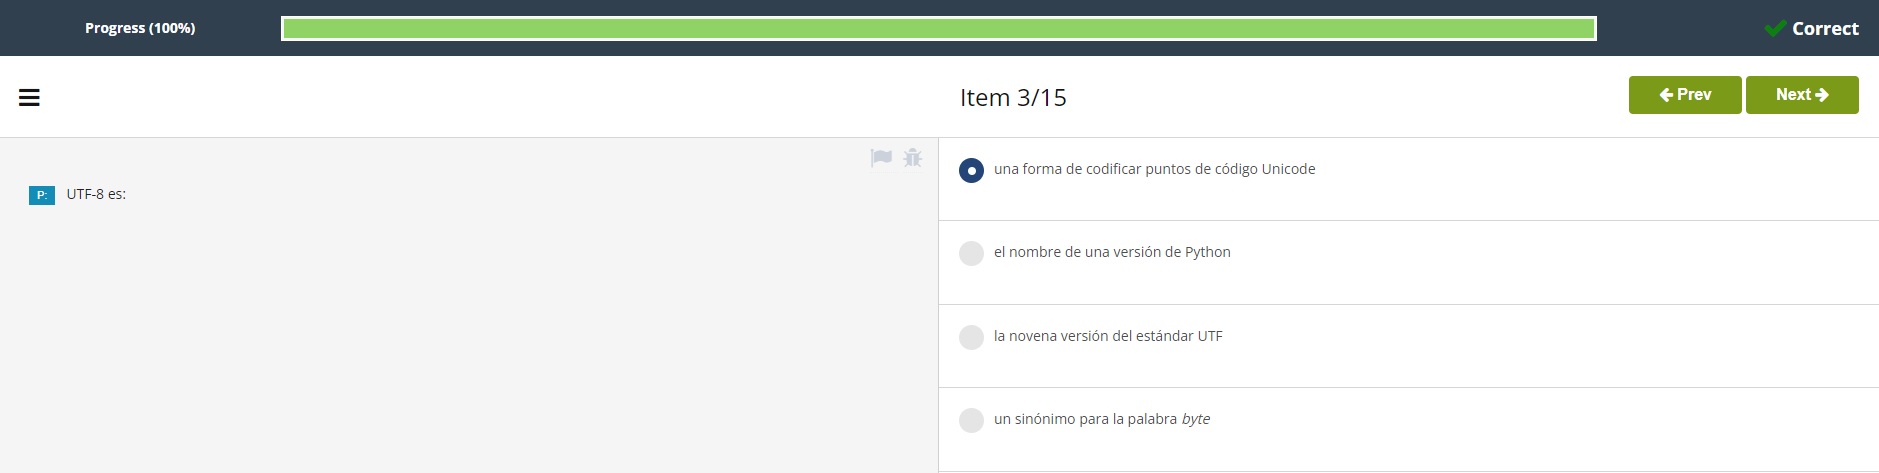 Progress (100%)
Correct
Item 3/15
Prev
Next
P: UTF-8 es:
una forma de codificar puntos de código Unicode
el nombre de una versión de Python
la novena versión del estándar UTF
un sinónimo para la palabra byte